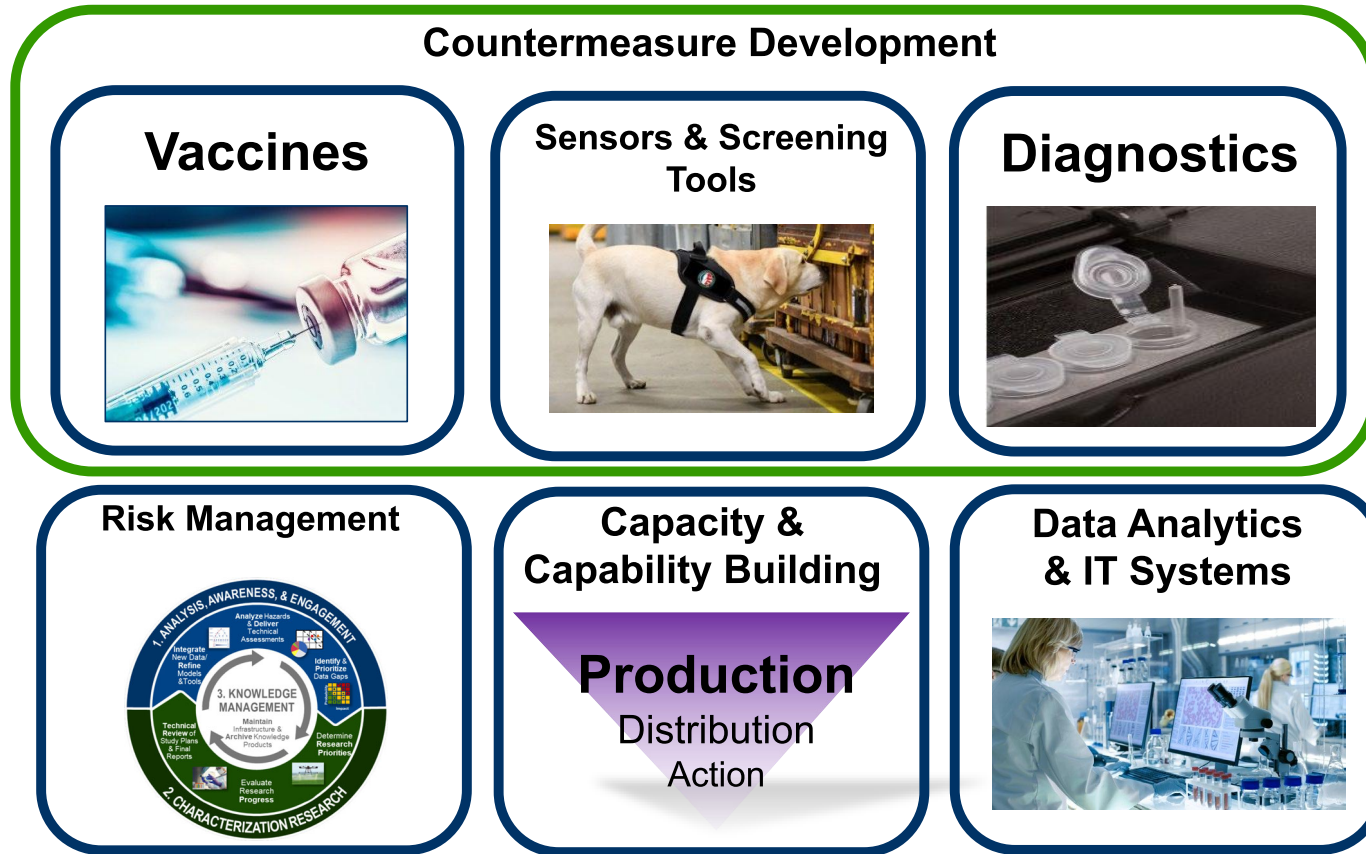 Countermeasure Development
Vaccines
Sensors & Screening
Tools
Diagnostics
Risk Management
1. ANALYSIS, AWARENESS, & ENGAGEMENT
Analyze Hazards
& Deliver
Technical
Assessments
Integrate
New Data/
Refine
Models
&Tools
Identify &
Prioritize
Data Gaps
3. KNOWLEDGE
MANAGEMENT
Maintain
Infrastructure &
Archive Knowledge
Products
Technical
Review of
Study Plans
& Final
Reports
Determine
Research
Priorities
Evaluate
Research
Progress
2. CHARACTERIZATION RESEARCH
Capacity &
Capability Building
Production
Distribution
Action
Data Analytics
& IT Systems